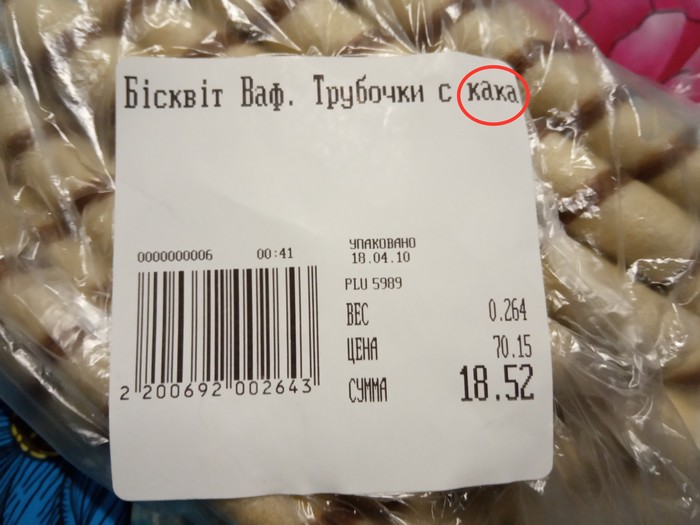 Бісквіт Ваф. Трубочки с кака
0000000006 00:41
УПАКОВАНО
18.04.10
PLU 5989
ВЕС 0.264
ЦЕНА 70.15
СУММА 18.52
2 200692 002643